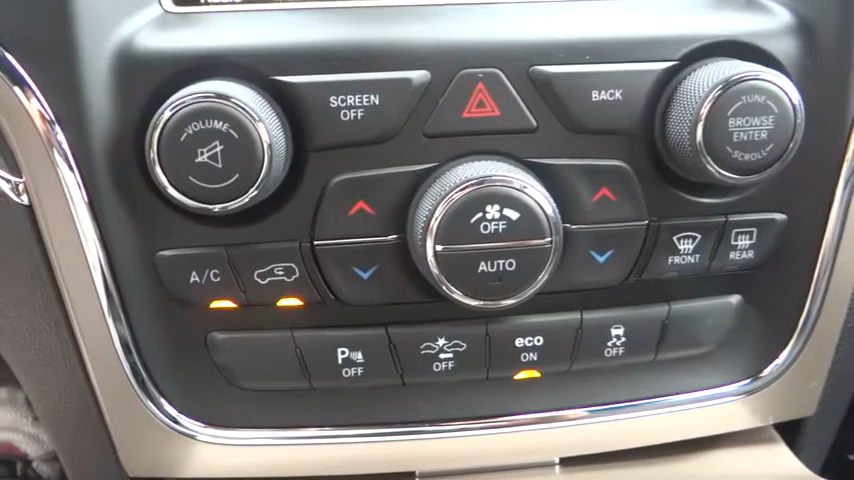 SCREEN
OFF
BACK
VOLUME
TUNE
BROWSE
ENTER
SCROLL
OFF
AUTO
A/C
FRONT
REAR
P
OFF
OFF
eco
ON
OFF